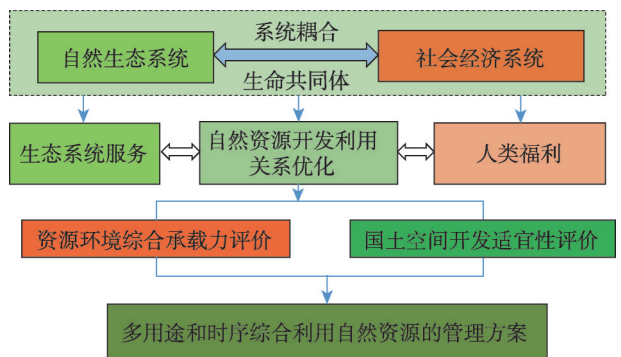 系统耦合
自然生态系统
社会经济系统
生命共同体
生态系统服务
自然资源开发利用
关系优化
人类福利
资源环境综合承载力评价
国土空间开发适宜性评价
多用途和时序综合利用自然资源的管理方案